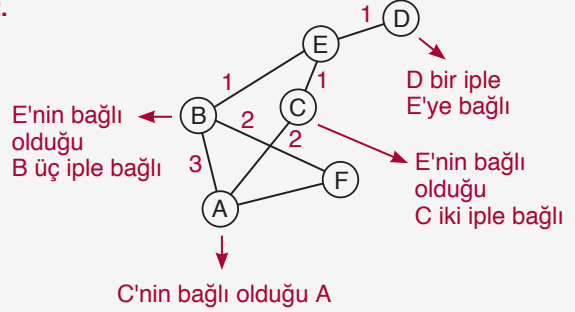 1
D
E
1
1
D bir iple
E'ye bağlı
E'nin bağlı
olduğu
B üç iple bağlı
B
2
C
2
3
F
E'nin bağlı
olduğu
C iki iple bağlı
A
C'nin bağlı olduğu A